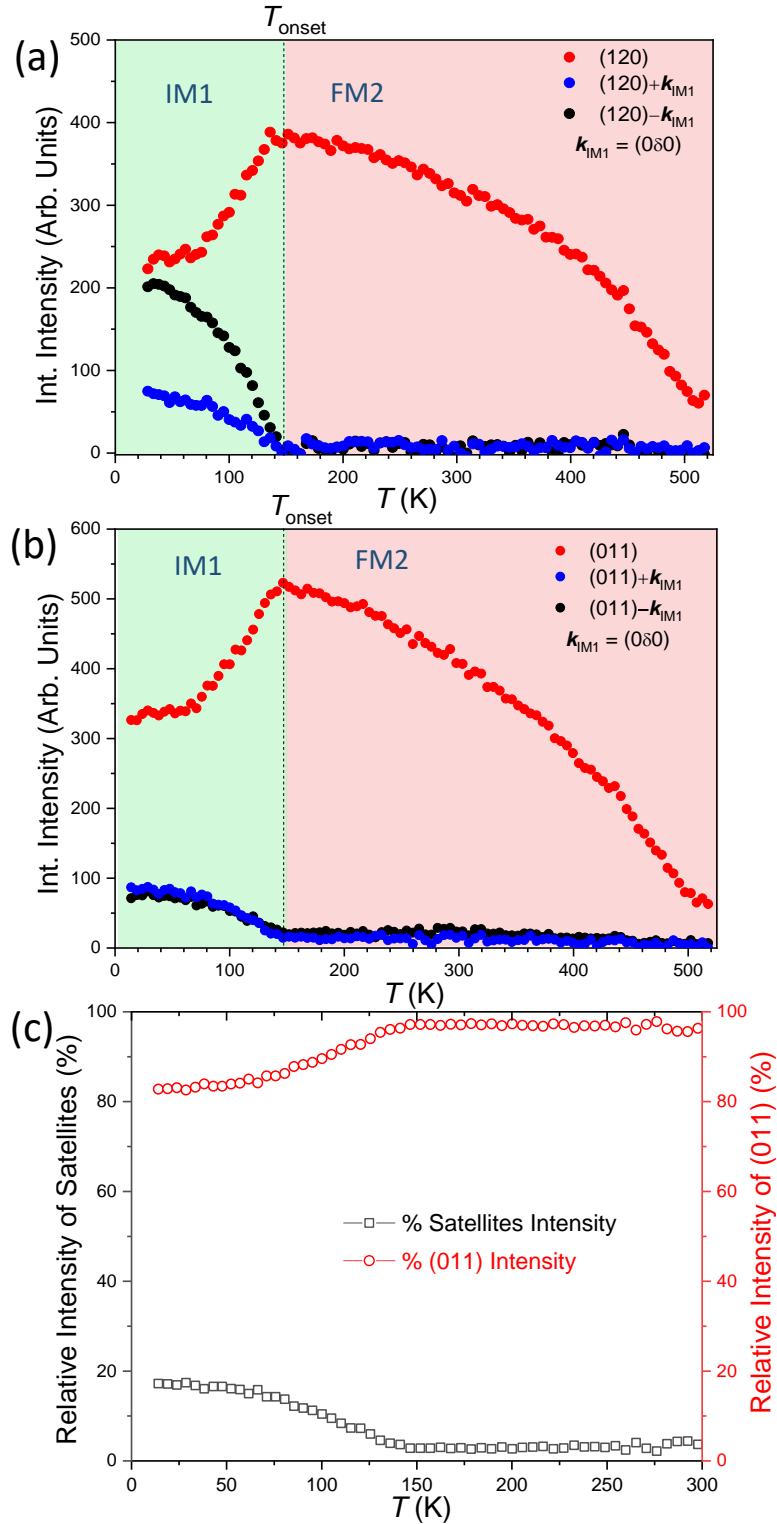 T_onset
(a)
IM1
FM2
(120)
(120)+k_IM1
(120)−k_IM1
k_IM1 = (0δ0)
Int. Intensity (Arb. Units)
500
400
300
200
100
0
0 100 200 300 400 500
T (K)
T_onset
(b)
IM1
FM2
(011)
(011)+k_IM1
(011)−k_IM1
k_IM1 = (0δ0)
Int. Intensity (Arb. Units)
600
500
400
300
200
100
0
0 100 200 300 400 500
T (K)
(c)
Relative Intensity of Satellites (%)
100
80
60
40
20
0
% Satellites Intensity
% (011) Intensity
100
80
60
40
20
0
Relative Intensity of (011) (%)
0 50 100 150 200 250 300
T (K)